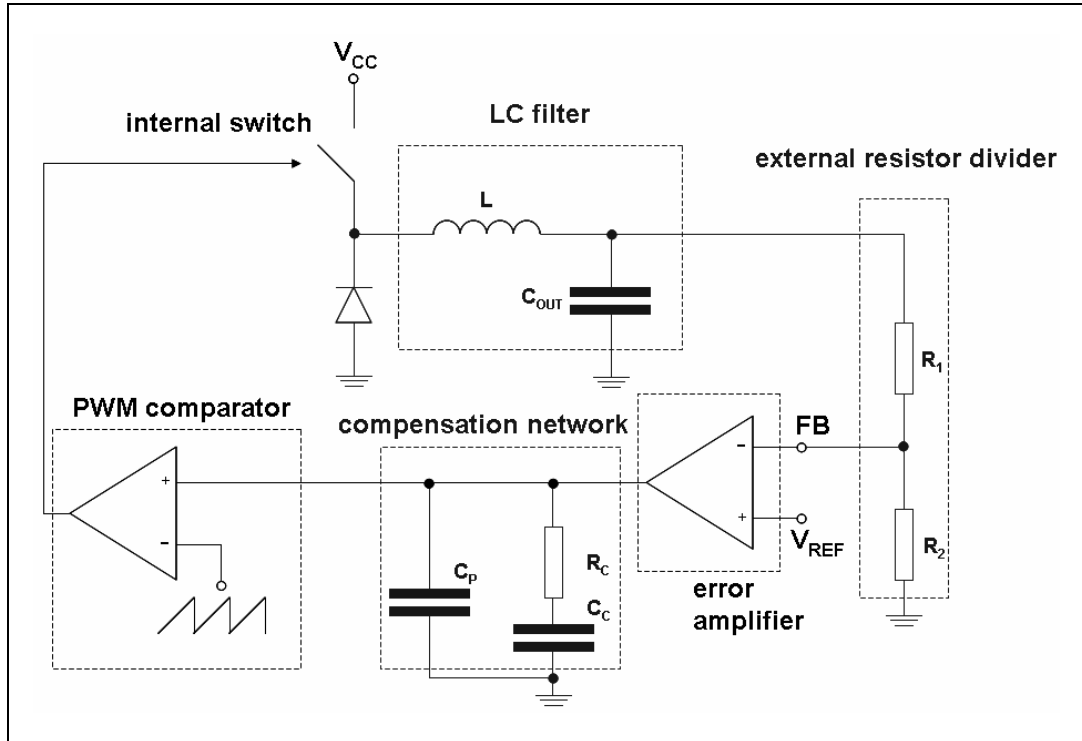 V_CC
internal switch
LC filter
external resistor divider
L
C_OUT
R_1
PWM comparator
compensation network
FB
-
+
-
+
V_REF
R_2
C_P
R_C
C_C
error
amplifier